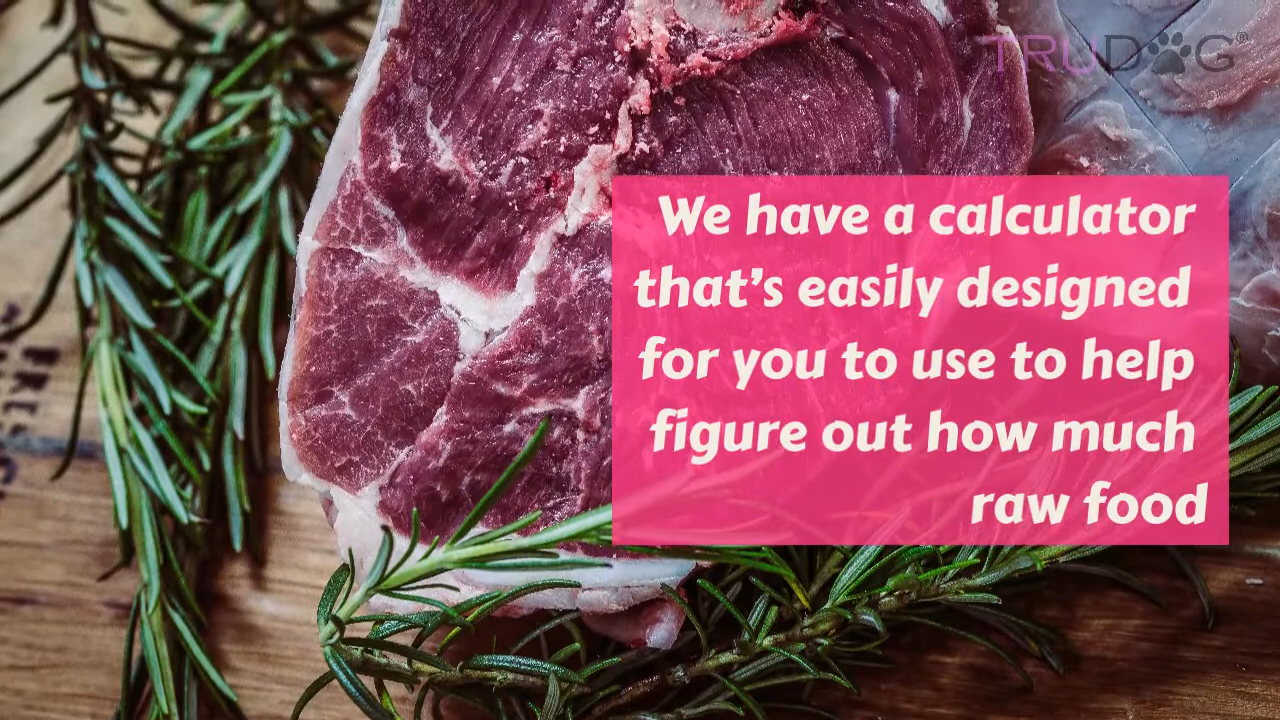 TRUDOG®
We have a calculator
that’s easily designed
for you to use to help
figure out how much
raw food